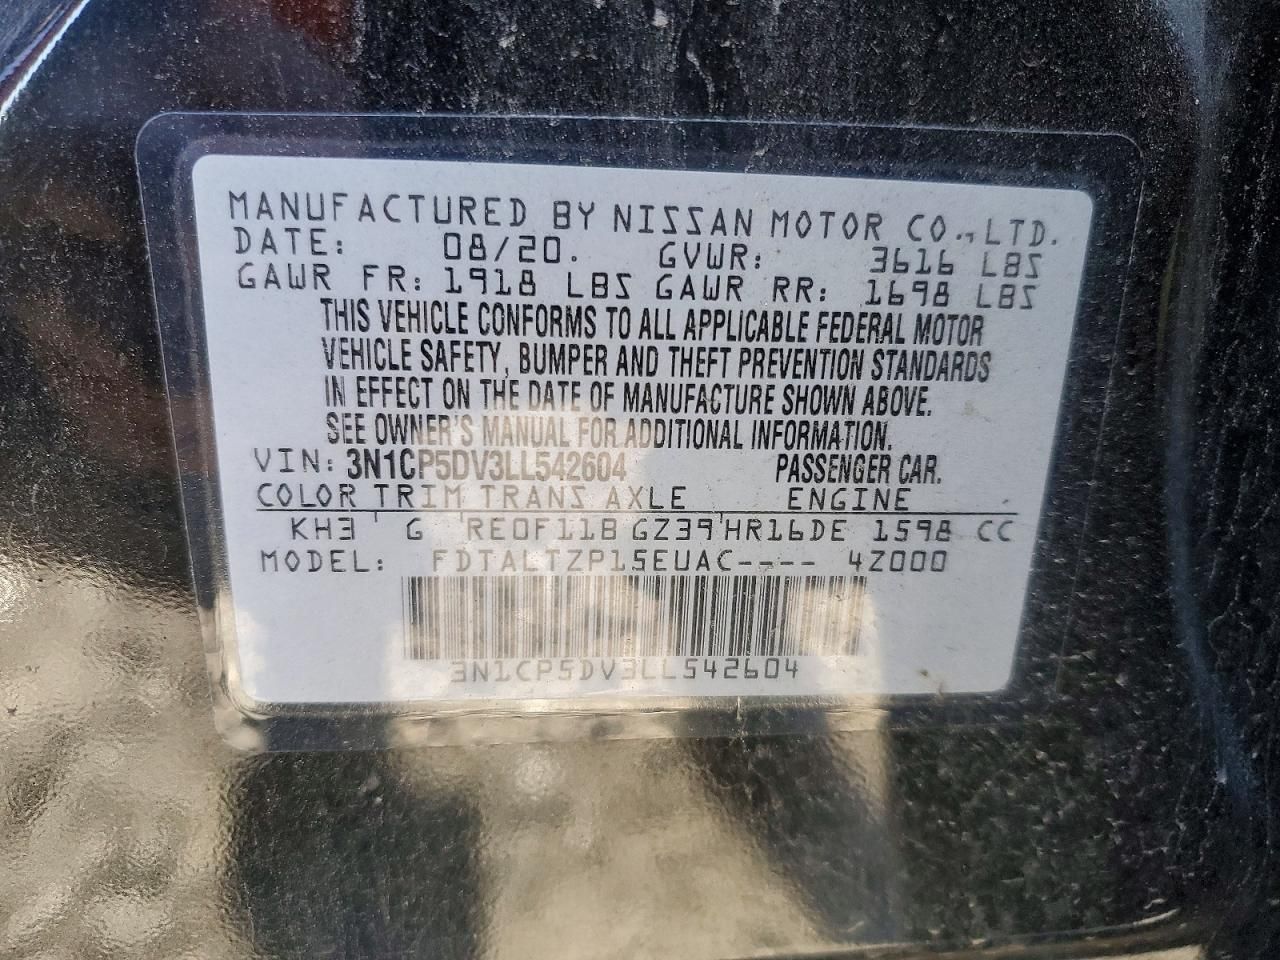 MANUFACTURED BY NISSAN MOTOR CO.,LTD.
DATE: 08/20. GVWR: 3616 LBS
GAWR FR: 1918 LBS GAWR RR: 1698 LBS
THIS VEHICLE CONFORMS TO ALL APPLICABLE FEDERAL MOTOR
VEHICLE SAFETY, BUMPER AND THEFT PREVENTION STANDARDS
IN EFFECT ON THE DATE OF MANUFACTURE SHOWN ABOVE.
SEE OWNER'S MANUAL FOR ADDITIONAL INFORMATION.
VIN: 3N1CP5DV3LL542604 PASSENGER CAR.
COLOR TRIM TRANS AXLE ENGINE
KH3 ' G ' RE0F11B GZ39'HR16DE 1598 CC
MODEL: FDTALTZP15EUAC---- 4Z000
3N1CP5DV3LL542604